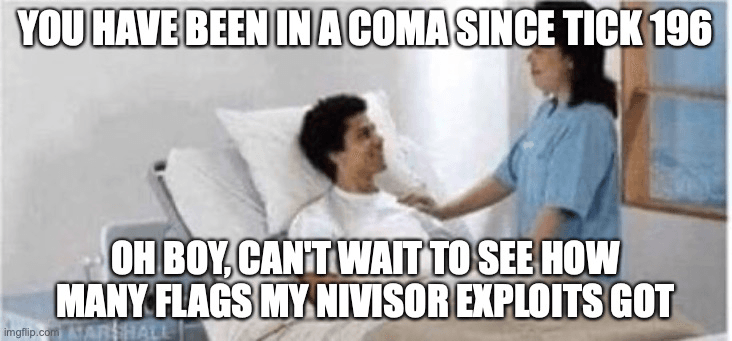 YOU HAVE BEEN IN A COMA SINCE TICK 196
OH BOY, CAN'T WAIT TO SEE HOW
MANY FLAGS MY NIVISOR EXPLOITS GOT
imgflip.com
MARSHALL